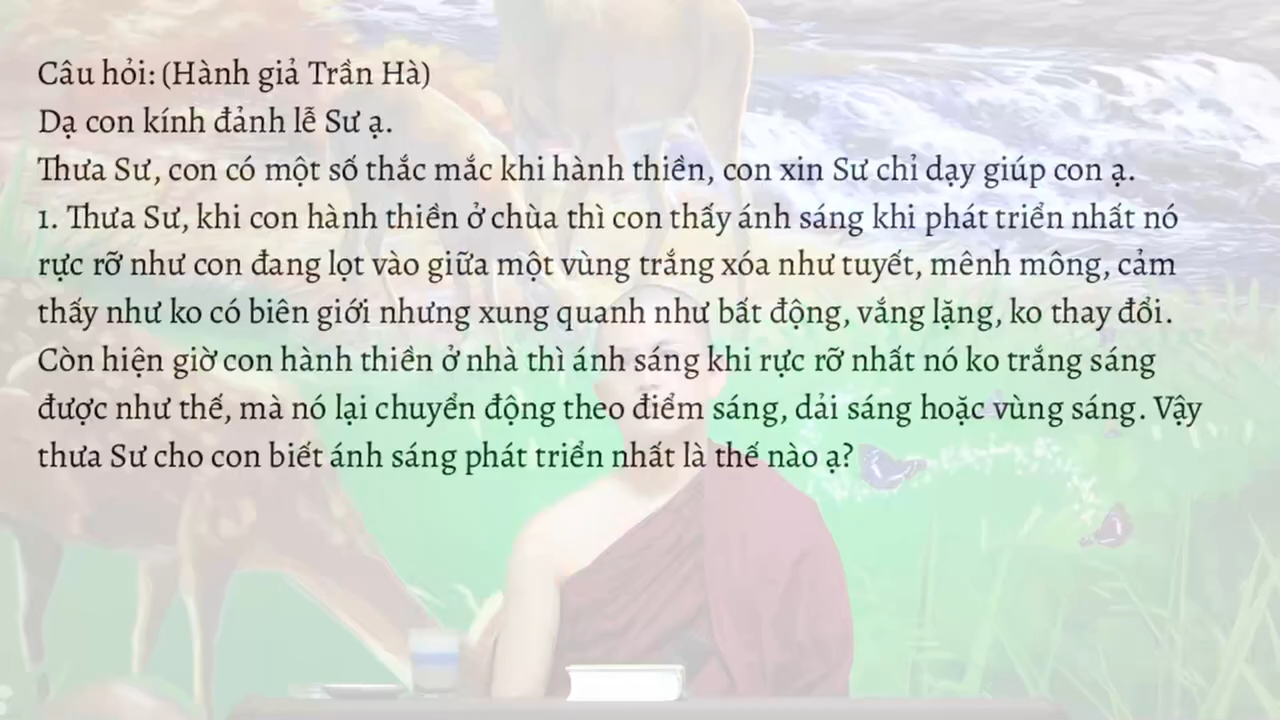 Câu hỏi: (Hành giả Trần Hà)
Dạ con kính đảnh lễ Sư ạ.
Thưa Sư, con có một số thắc mắc khi hành thiền, con xin Sư chỉ dạy giúp con ạ.
1. Thưa Sư, khi con hành thiền ở chùa thì con thấy ánh sáng khi phát triển nhất nó
rực rỡ như con đang lọt vào giữa một vùng trắng xóa như tuyết, mênh mông, cảm
thấy như ko có biên giới nhưng xung quanh như bất động, vắng lặng, ko thay đổi.
Còn hiện giờ con hành thiền ở nhà thì ánh sáng khi rực rỡ nhất nó ko trắng sáng
được như thế, mà nó lại chuyển động theo điểm sáng, dải sáng hoặc vùng sáng. Vậy
thưa Sư cho con biết ánh sáng phát triển nhất là thế nào ạ?